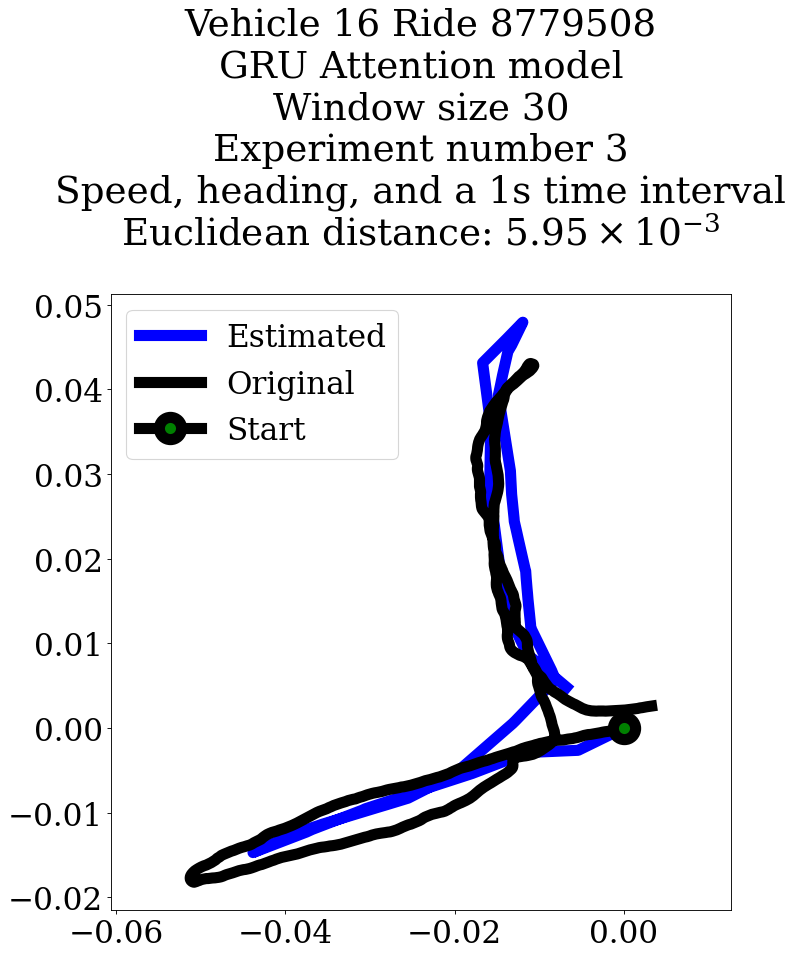 Vehicle 16 Ride 8779508
GRU Attention model
Window size 30
Experiment number 3
Speed, heading, and a 1s time interval
Euclidean distance: 5.95 × 10⁻³
0.05
Estimated
0.04
Original
Start
0.03
0.02
0.01
0.00
−0.01
−0.02
−0.06 −0.04 −0.02 0.00